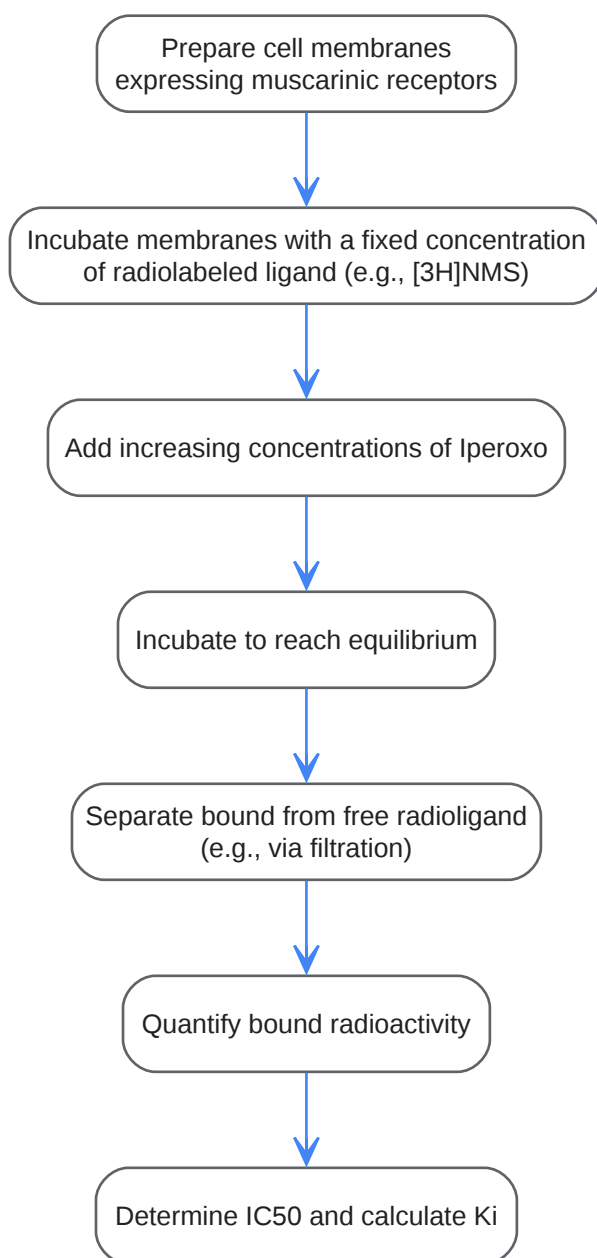 Prepare cell membranes
expressing muscarinic receptors
Incubate membranes with a fixed concentration
of radiolabeled ligand (e.g., [3H]NMS)
Add increasing concentrations of Iperoxo
Incubate to reach equilibrium
Separate bound from free radioligand
(e.g., via filtration)
Quantify bound radioactivity
Determine IC50 and calculate Ki